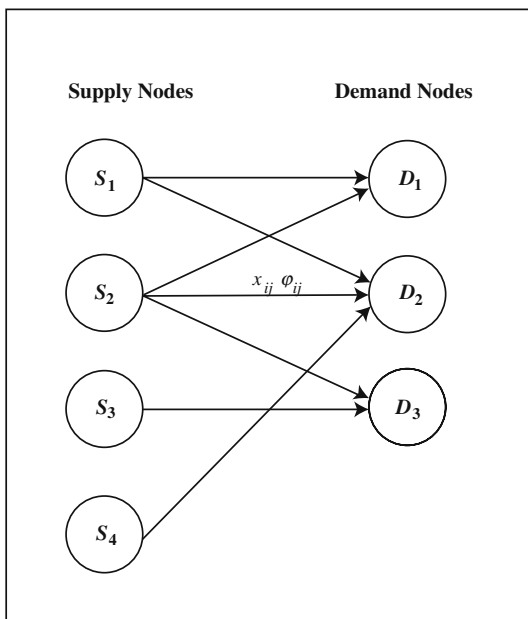 Supply Nodes Demand Nodes
S1 D1
S2 xij φij D2
S3 D3
S4